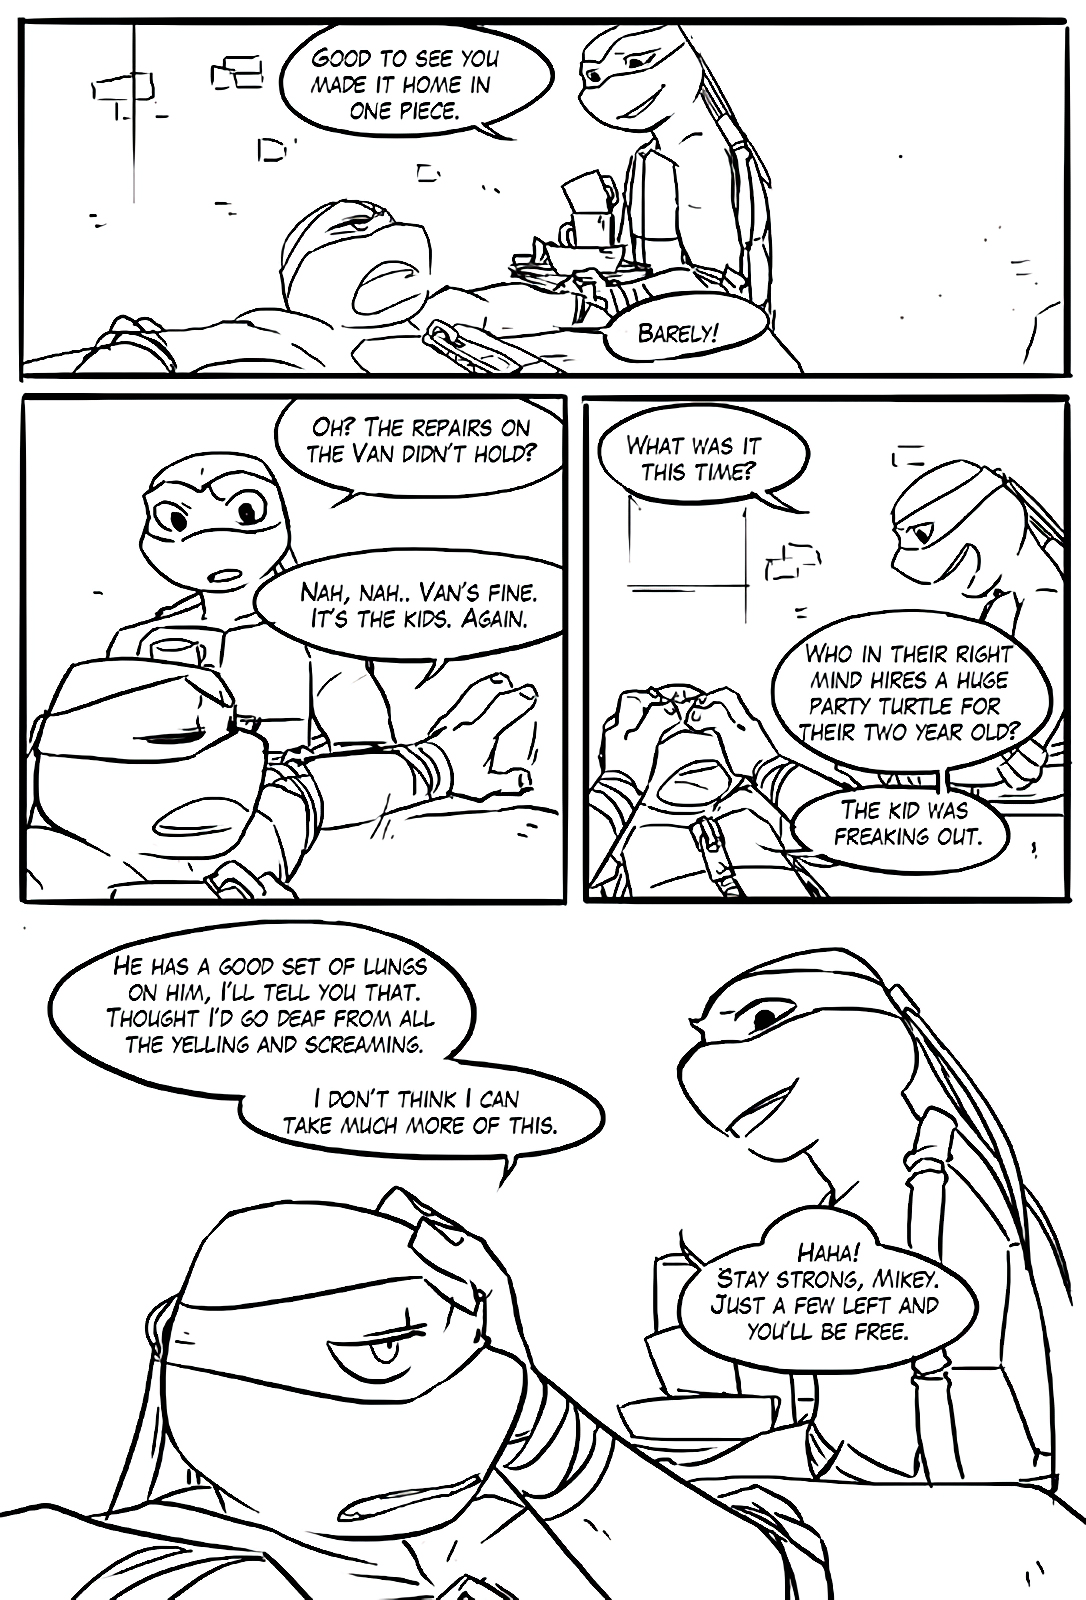 GOOD TO SEE YOU
MADE IT HOME IN
ONE PIECE.
BARELY!
OH? THE REPAIRS ON
THE VAN DIDN'T HOLD?
NAH, NAH.. VAN'S FINE.
IT'S THE KIDS. AGAIN.
WHAT WAS IT
THIS TIME?
WHO IN THEIR RIGHT
MIND HIRES A HUGE
PARTY TURTLE FOR
THEIR TWO YEAR OLD?
THE KID WAS
FREAKING OUT.
HE HAS A GOOD SET OF LUNGS
ON HIM, I'LL TELL YOU THAT.
THOUGHT I'D GO DEAF FROM ALL
THE YELLING AND SCREAMING.
I DON'T THINK I CAN
TAKE MUCH MORE OF THIS.
HAHA!
STAY STRONG, MIKEY.
JUST A FEW LEFT AND
YOU'LL BE FREE.